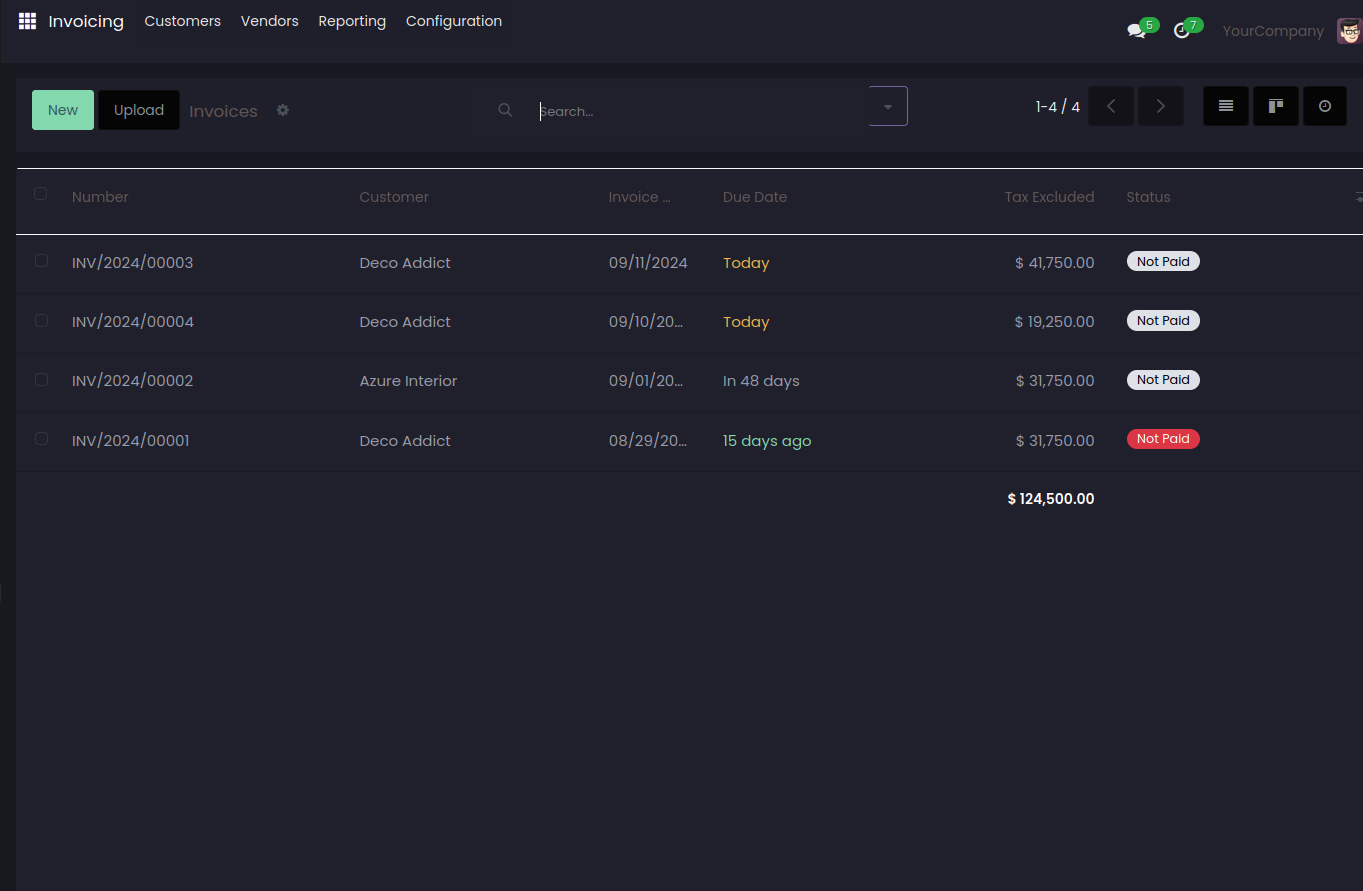 Invoicing Customers Vendors Reporting Configuration 5 7 YourCompany
New Upload Invoices Search... 1-4 / 4
Number Customer Invoice ... Due Date Tax Excluded Status
INV/2024/00003 Deco Addict 09/11/2024 Today $ 41,750.00 Not Paid
INV/2024/00004 Deco Addict 09/10/20... Today $ 19,250.00 Not Paid
INV/2024/00002 Azure Interior 09/01/20... In 48 days $ 31,750.00 Not Paid
INV/2024/00001 Deco Addict 08/29/20... 15 days ago $ 31,750.00 Not Paid
$ 124,500.00